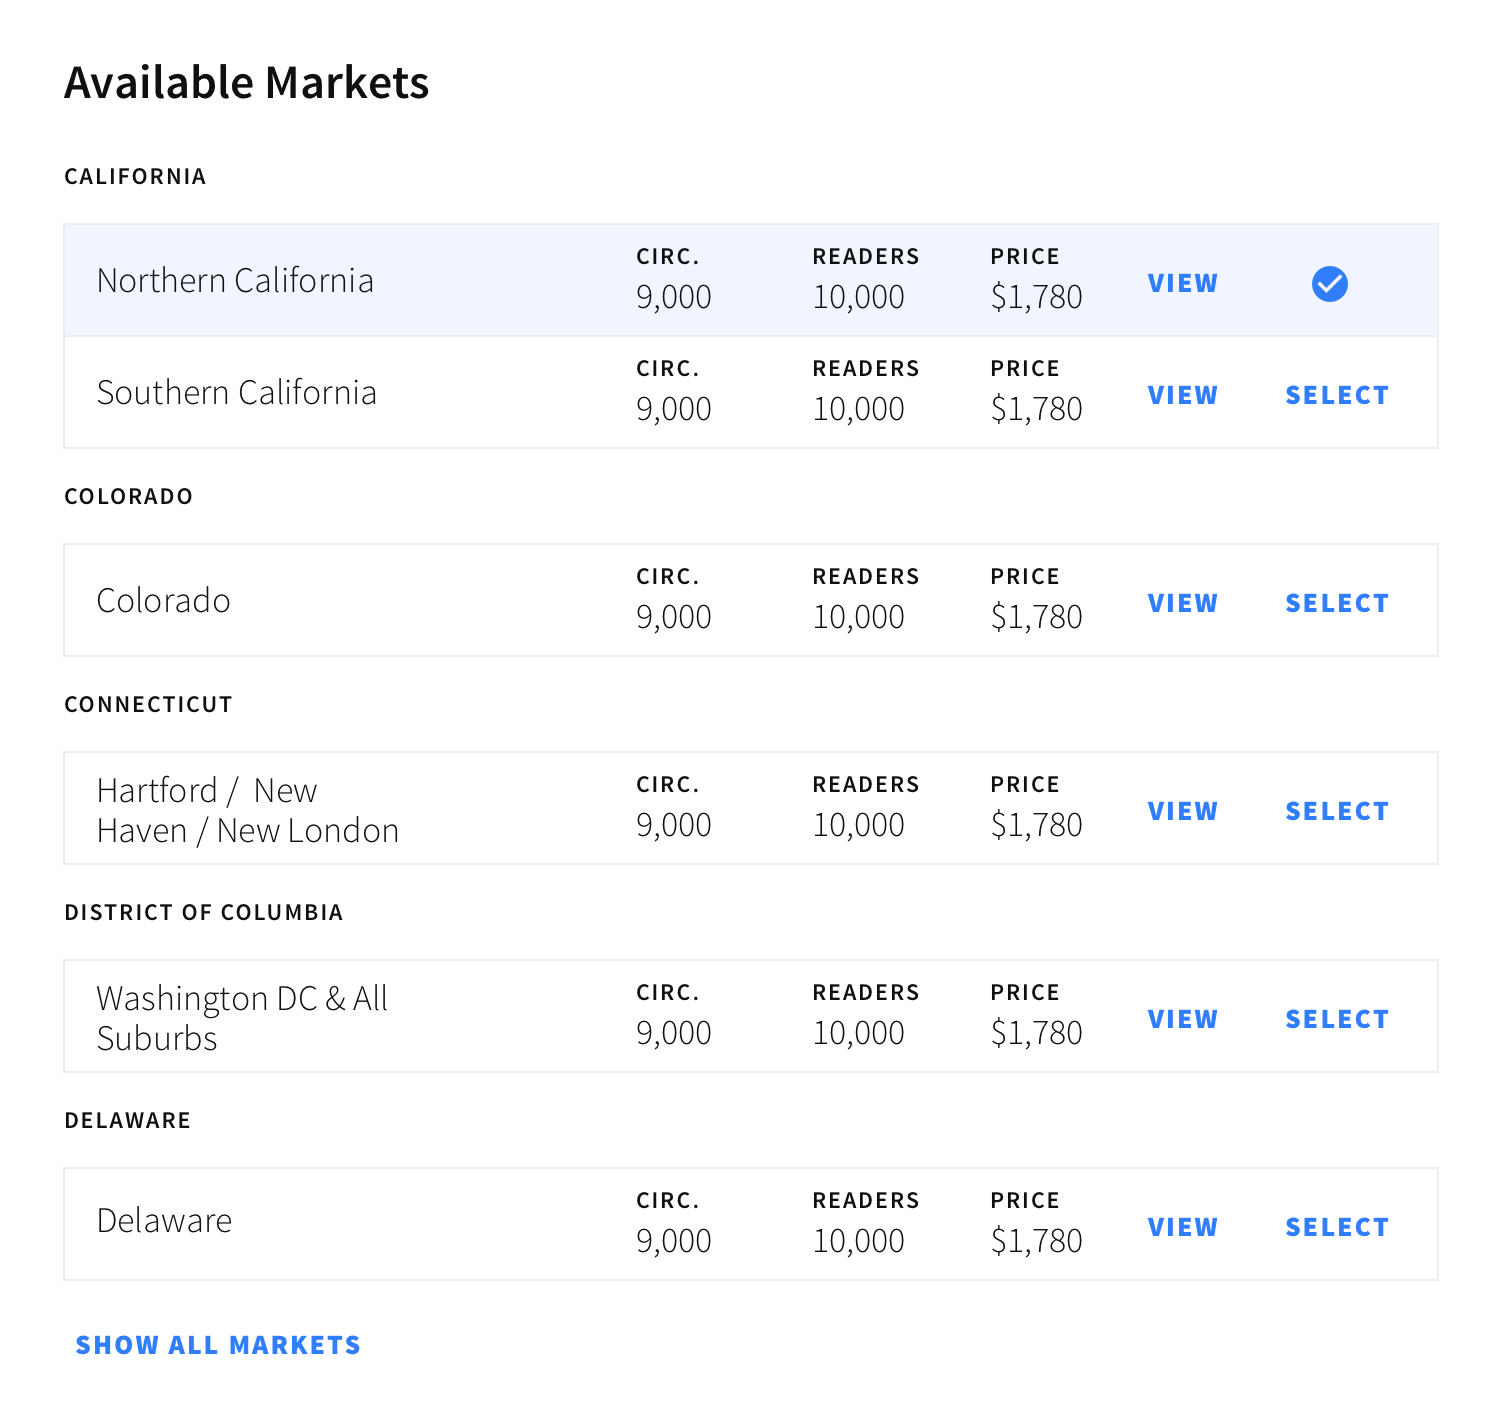 Available Markets
CALIFORNIA
Northern California
CIRC. READERS PRICE
9,000 10,000 $1,780
VIEW
Southern California
CIRC. READERS PRICE
9,000 10,000 $1,780
VIEW SELECT
COLORADO
Colorado
CIRC. READERS PRICE
9,000 10,000 $1,780
VIEW SELECT
CONNECTICUT
Hartford /  New
Haven / New London
CIRC. READERS PRICE
9,000 10,000 $1,780
VIEW SELECT
DISTRICT OF COLUMBIA
Washington DC & All
Suburbs
CIRC. READERS PRICE
9,000 10,000 $1,780
VIEW SELECT
DELAWARE
Delaware
CIRC. READERS PRICE
9,000 10,000 $1,780
VIEW SELECT
SHOW ALL MARKETS